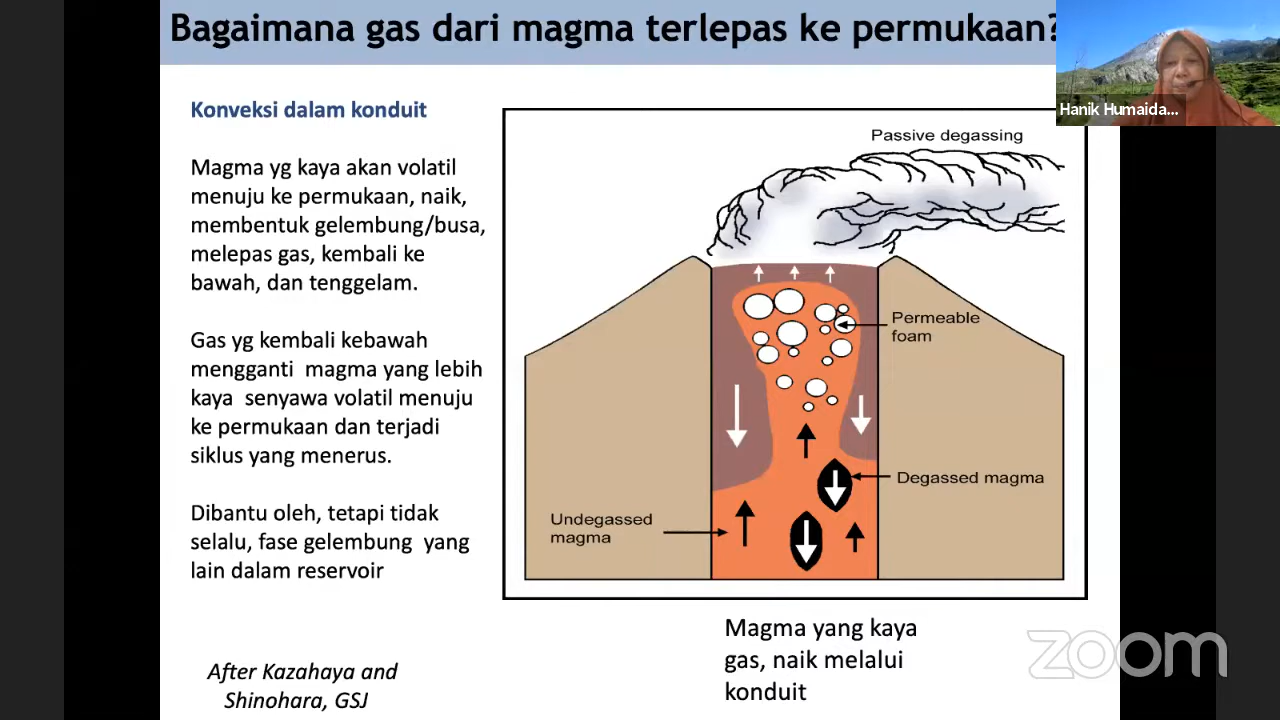 Bagaimana gas dari magma terlepas ke permukaan?
Hanik Humaida...
Konveksi dalam konduit
Magma yg kaya akan volatil
menuju ke permukaan, naik,
membentuk gelembung/busa,
melepas gas, kembali ke
bawah, dan tenggelam.
Gas yg kembali kebawah
mengganti magma yang lebih
kaya senyawa volatil menuju
ke permukaan dan terjadi
siklus yang menerus.
Dibantu oleh, tetapi tidak
selalu, fase gelembung yang
lain dalam reservoir
After Kazahaya and
Shinohara, GSJ
Passive degassing
Permeable
foam
Degassed magma
Undegassed
magma
Magma yang kaya
gas, naik melalui
konduit
zoom